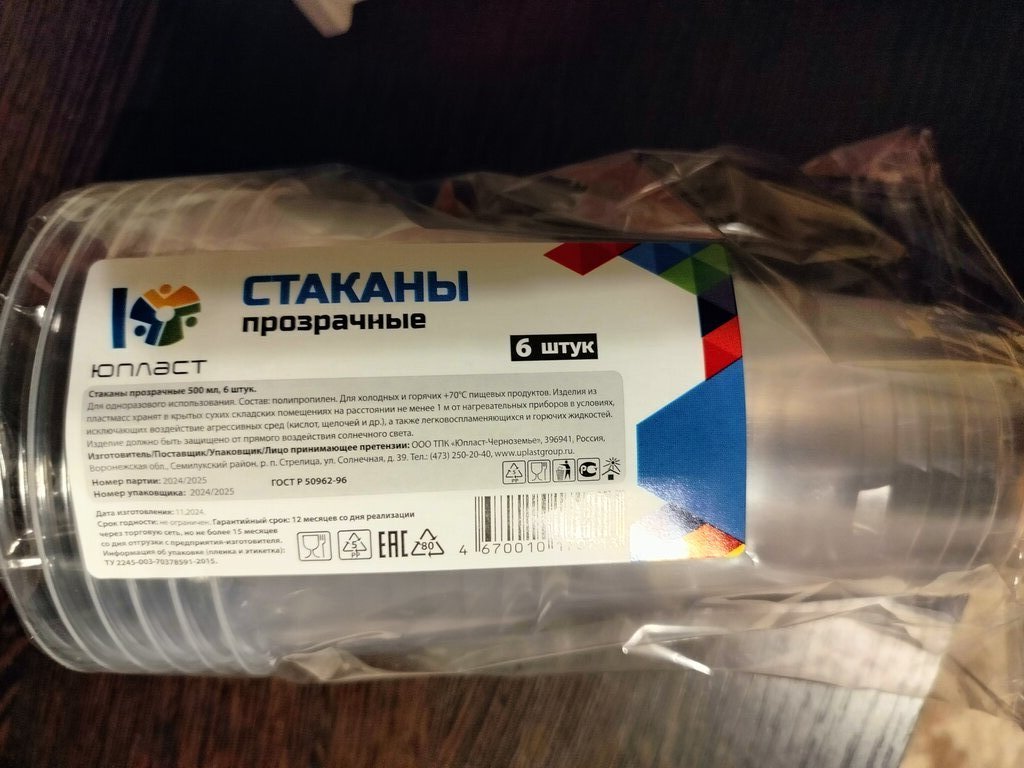 ЮПЛАСТ
СТАКАНЫ
прозрачные
6 штук
Стаканы прозрачные 500 мл, 6 штук.
Для одноразового использования. Состав: полипропилен. Для холодных и горячих +70°С пищевых продуктов. Изделия из
пластмасс хранят в крытых сухих складских помещениях на расстоянии не менее 1 м от нагревательных приборов в условиях,
исключающих воздействие агрессивных сред (кислот, щелочей и др.), а также легковоспламеняющихся и горючих жидкостей.
Изделие должно быть защищено от прямого воздействия солнечного света.
Изготовитель/Поставщик/Упаковщик/Лицо принимающее претензии: ООО ТПК «Юпласт-Черноземье», 396941, Россия,
Воронежская обл., Семилукский район, р. п. Стрелица, ул. Солнечная, д. 39. Тел.: (473) 250-20-40, www.uplastgroup.ru.
Номер партии: 2024/2025
Номер упаковщика: 2024/2025
ГОСТ Р 50962-96
5
PP
РСТ
Дата изготовления: 11.2024.
Срок годности: не ограничен. Гарантийный срок: 12 месяцев со дня реализации
через торговую сеть, но не более 15 месяцев
со дня отгрузки с предприятия-изготовителя.
Информация об упаковке (пленка и этикетка):
ТУ 2245-003-70378591-2015.
5
PP
ЕАС
80
4 670010